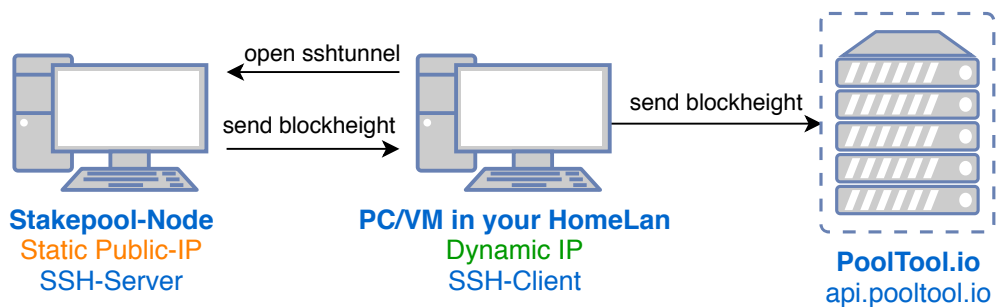 open sshtunnel
send blockheight
send blockheight
Stakepool-Node
Static Public-IP
SSH-Server
PC/VM in your HomeLan
Dynamic IP
SSH-Client
PoolTool.io
api.pooltool.io